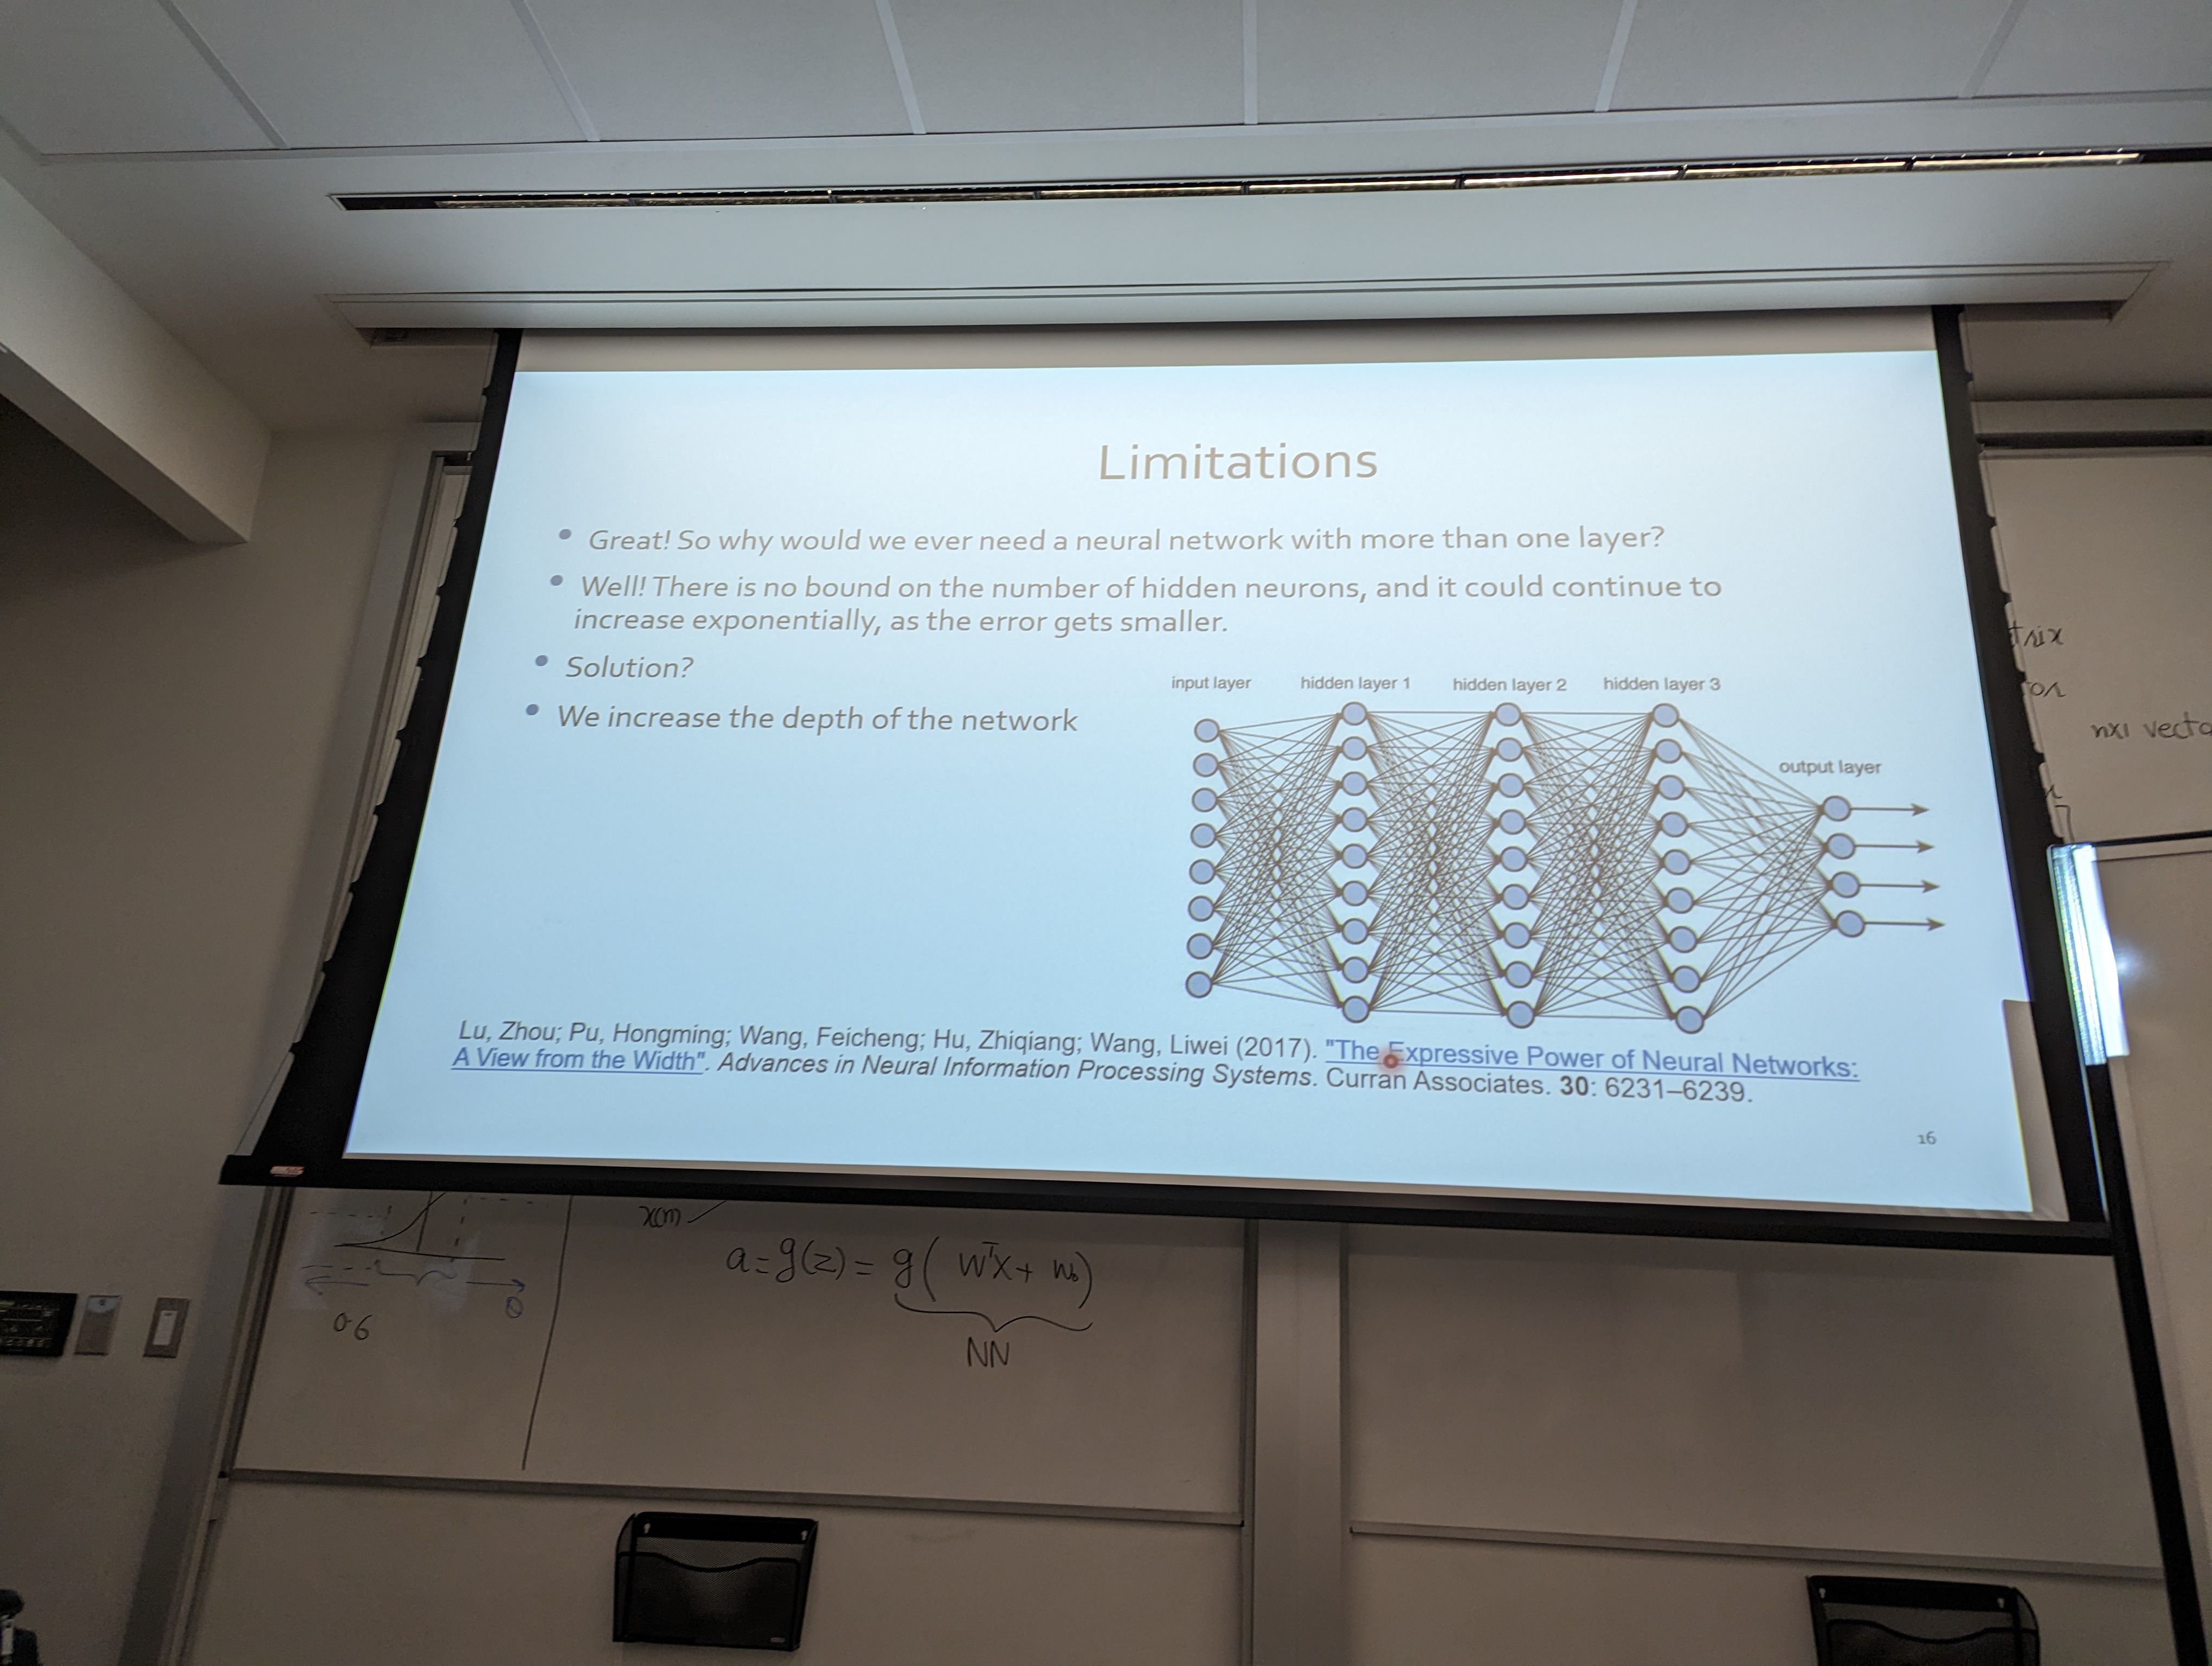 Limitations
• Great! So why would we ever need a neural network with more than one layer?
• Well! There is no bound on the number of hidden neurons, and it could continue to
increase exponentially, as the error gets smaller.
• Solution?
• We increase the depth of the network
input layer
hidden layer 1
hidden layer 2
hidden layer 3
output layer
Lu, Zhou; Pu, Hongming; Wang, Feicheng; Hu, Zhiqiang; Wang, Liwei (2017). "The Expressive Power of Neural Networks:
A View from the Width". Advances in Neural Information Processing Systems. Curran Associates. 30: 6231–6239.
16
trix
or
nx1 vecto
a = g(z) = g( wᵀx + w₀)
NN
0.6
0